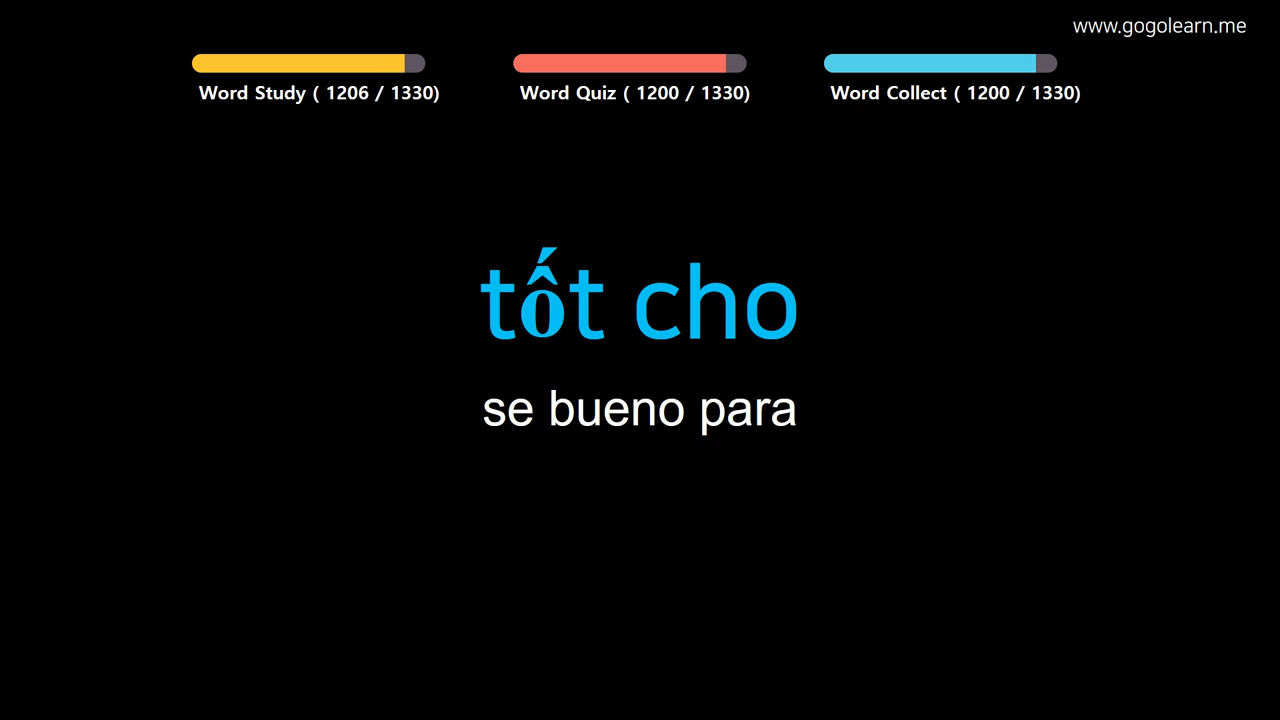 www.gogolearn.me
Word Study ( 1206 / 1330)
Word Quiz ( 1200 / 1330)
Word Collect ( 1200 / 1330)
tốt cho
se bueno para